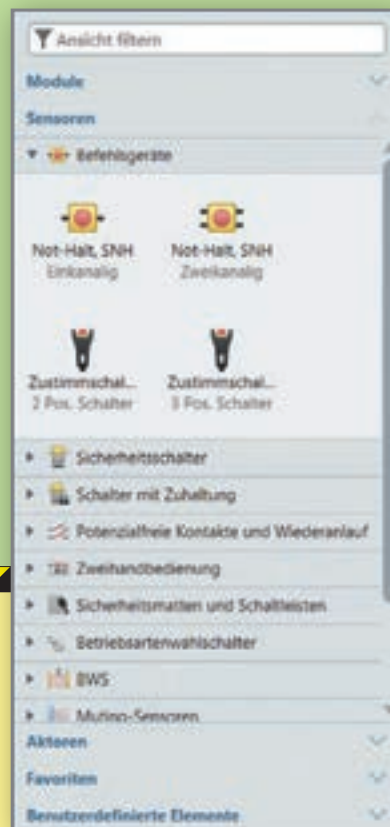 Ansicht filtern
Module
Sensoren
Befehlsgeräte
Not-Halt, SNH Not-Halt, SNH
Einkanalig Zweikanalig
Zustimmschal... Zustimmschal...
2 Pos. Schalter 3 Pos. Schalter
Sicherheitsschalter
Schalter mit Zuhaltung
Potenzialfreie Kontakte und Wiederanlauf
Zweihandbedienung
Sicherheitsmatten und Schaltleisten
Betriebsartenwahlschalter
BWS
Muting-Sensoren
Aktoren
Favoriten
Benutzerdefinierte Elemente